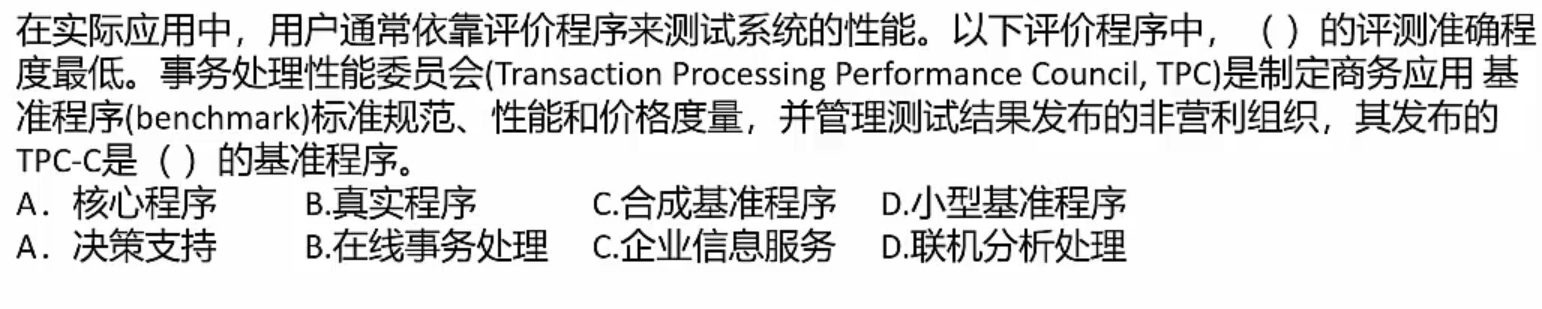 在实际应用中，用户通常依靠评价程序来测试系统的性能。以下评价程序中，（ ）的评测准确程
度最低。事务处理性能委员会(Transaction Processing Performance Council, TPC)是制定商务应用 基
准程序(benchmark)标准规范、性能和价格度量，并管理测试结果发布的非营利组织，其发布的
TPC-C是（ ）的基准程序。
A．核心程序 B.真实程序 C.合成基准程序 D.小型基准程序
A．决策支持 B.在线事务处理 C.企业信息服务 D.联机分析处理